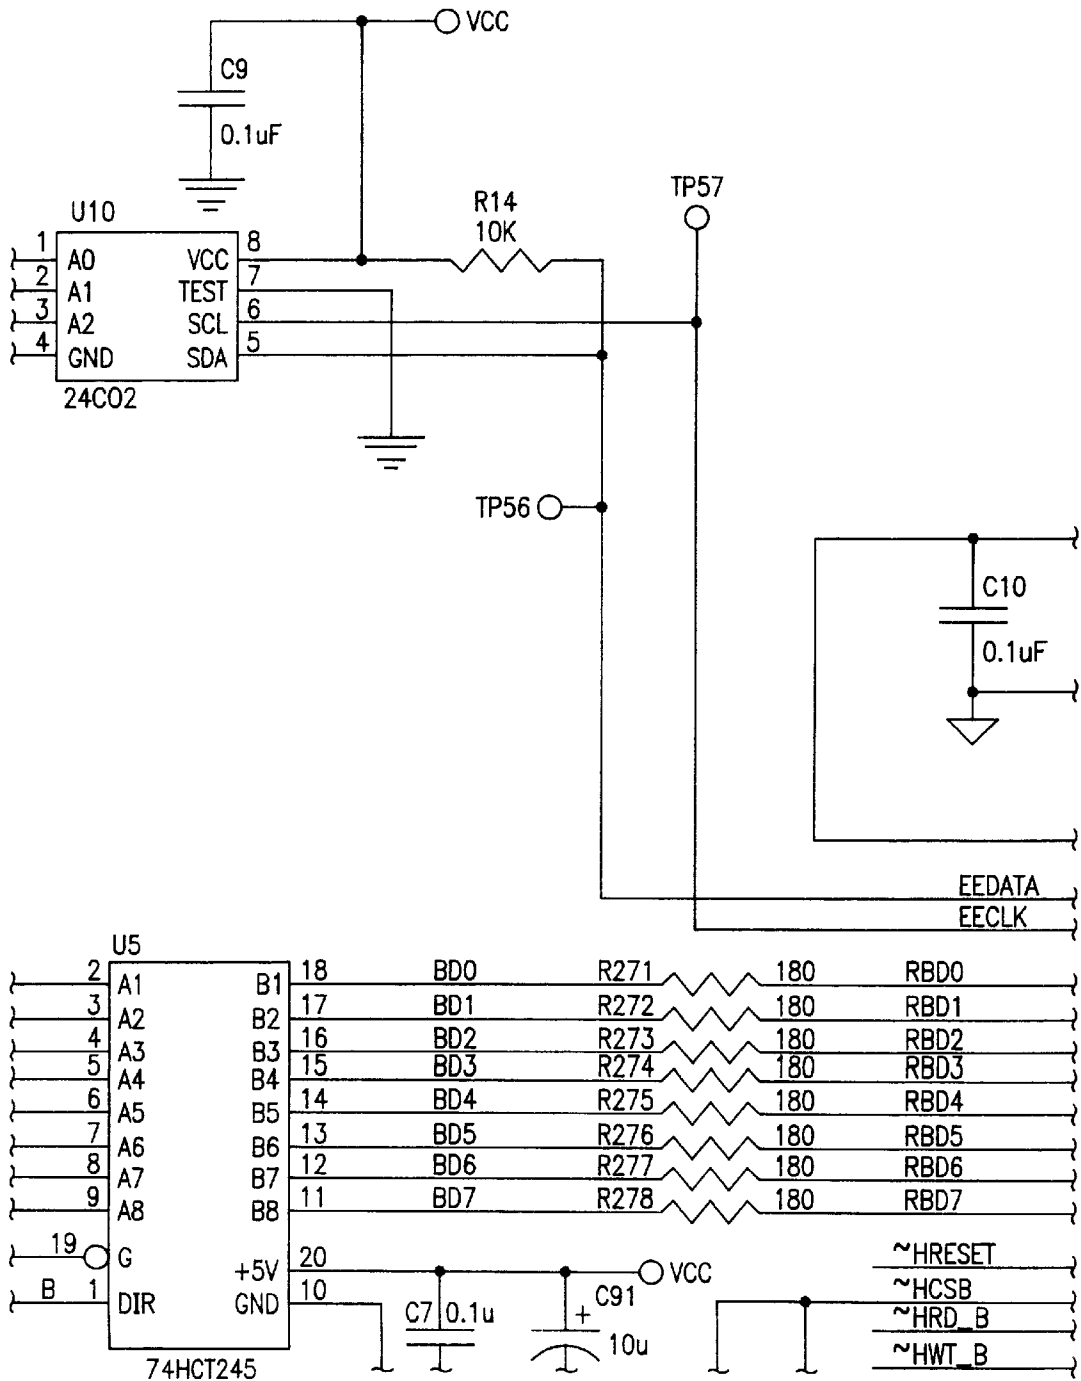 VCC
C9
0.1uF
TP57
R14
10K
U10
1 A0 VCC 8
2 A1 TEST 7
3 A2 SCL 6
4 GND SDA 5
24C02
TP56
C10
0.1uF
EEDATA
EECLK
U5
2 A1 B1 18 BD0 R271 180 RBD0
3 A2 B2 17 BD1 R272 180 RBD1
4 A3 B3 16 BD2 R273 180 RBD2
5 A4 B4 15 BD3 R274 180 RBD3
6 A5 B5 14 BD4 R275 180 RBD4
7 A6 B6 13 BD5 R276 180 RBD5
8 A7 B7 12 BD6 R277 180 RBD6
9 A8 B8 11 BD7 R278 180 RBD7
19 G +5V 20 VCC ~HRESET
B 1 DIR GND 10 C7 0.1u + C91 10u ~HCSB
~HRD_B
~HWT_B
74HCT245